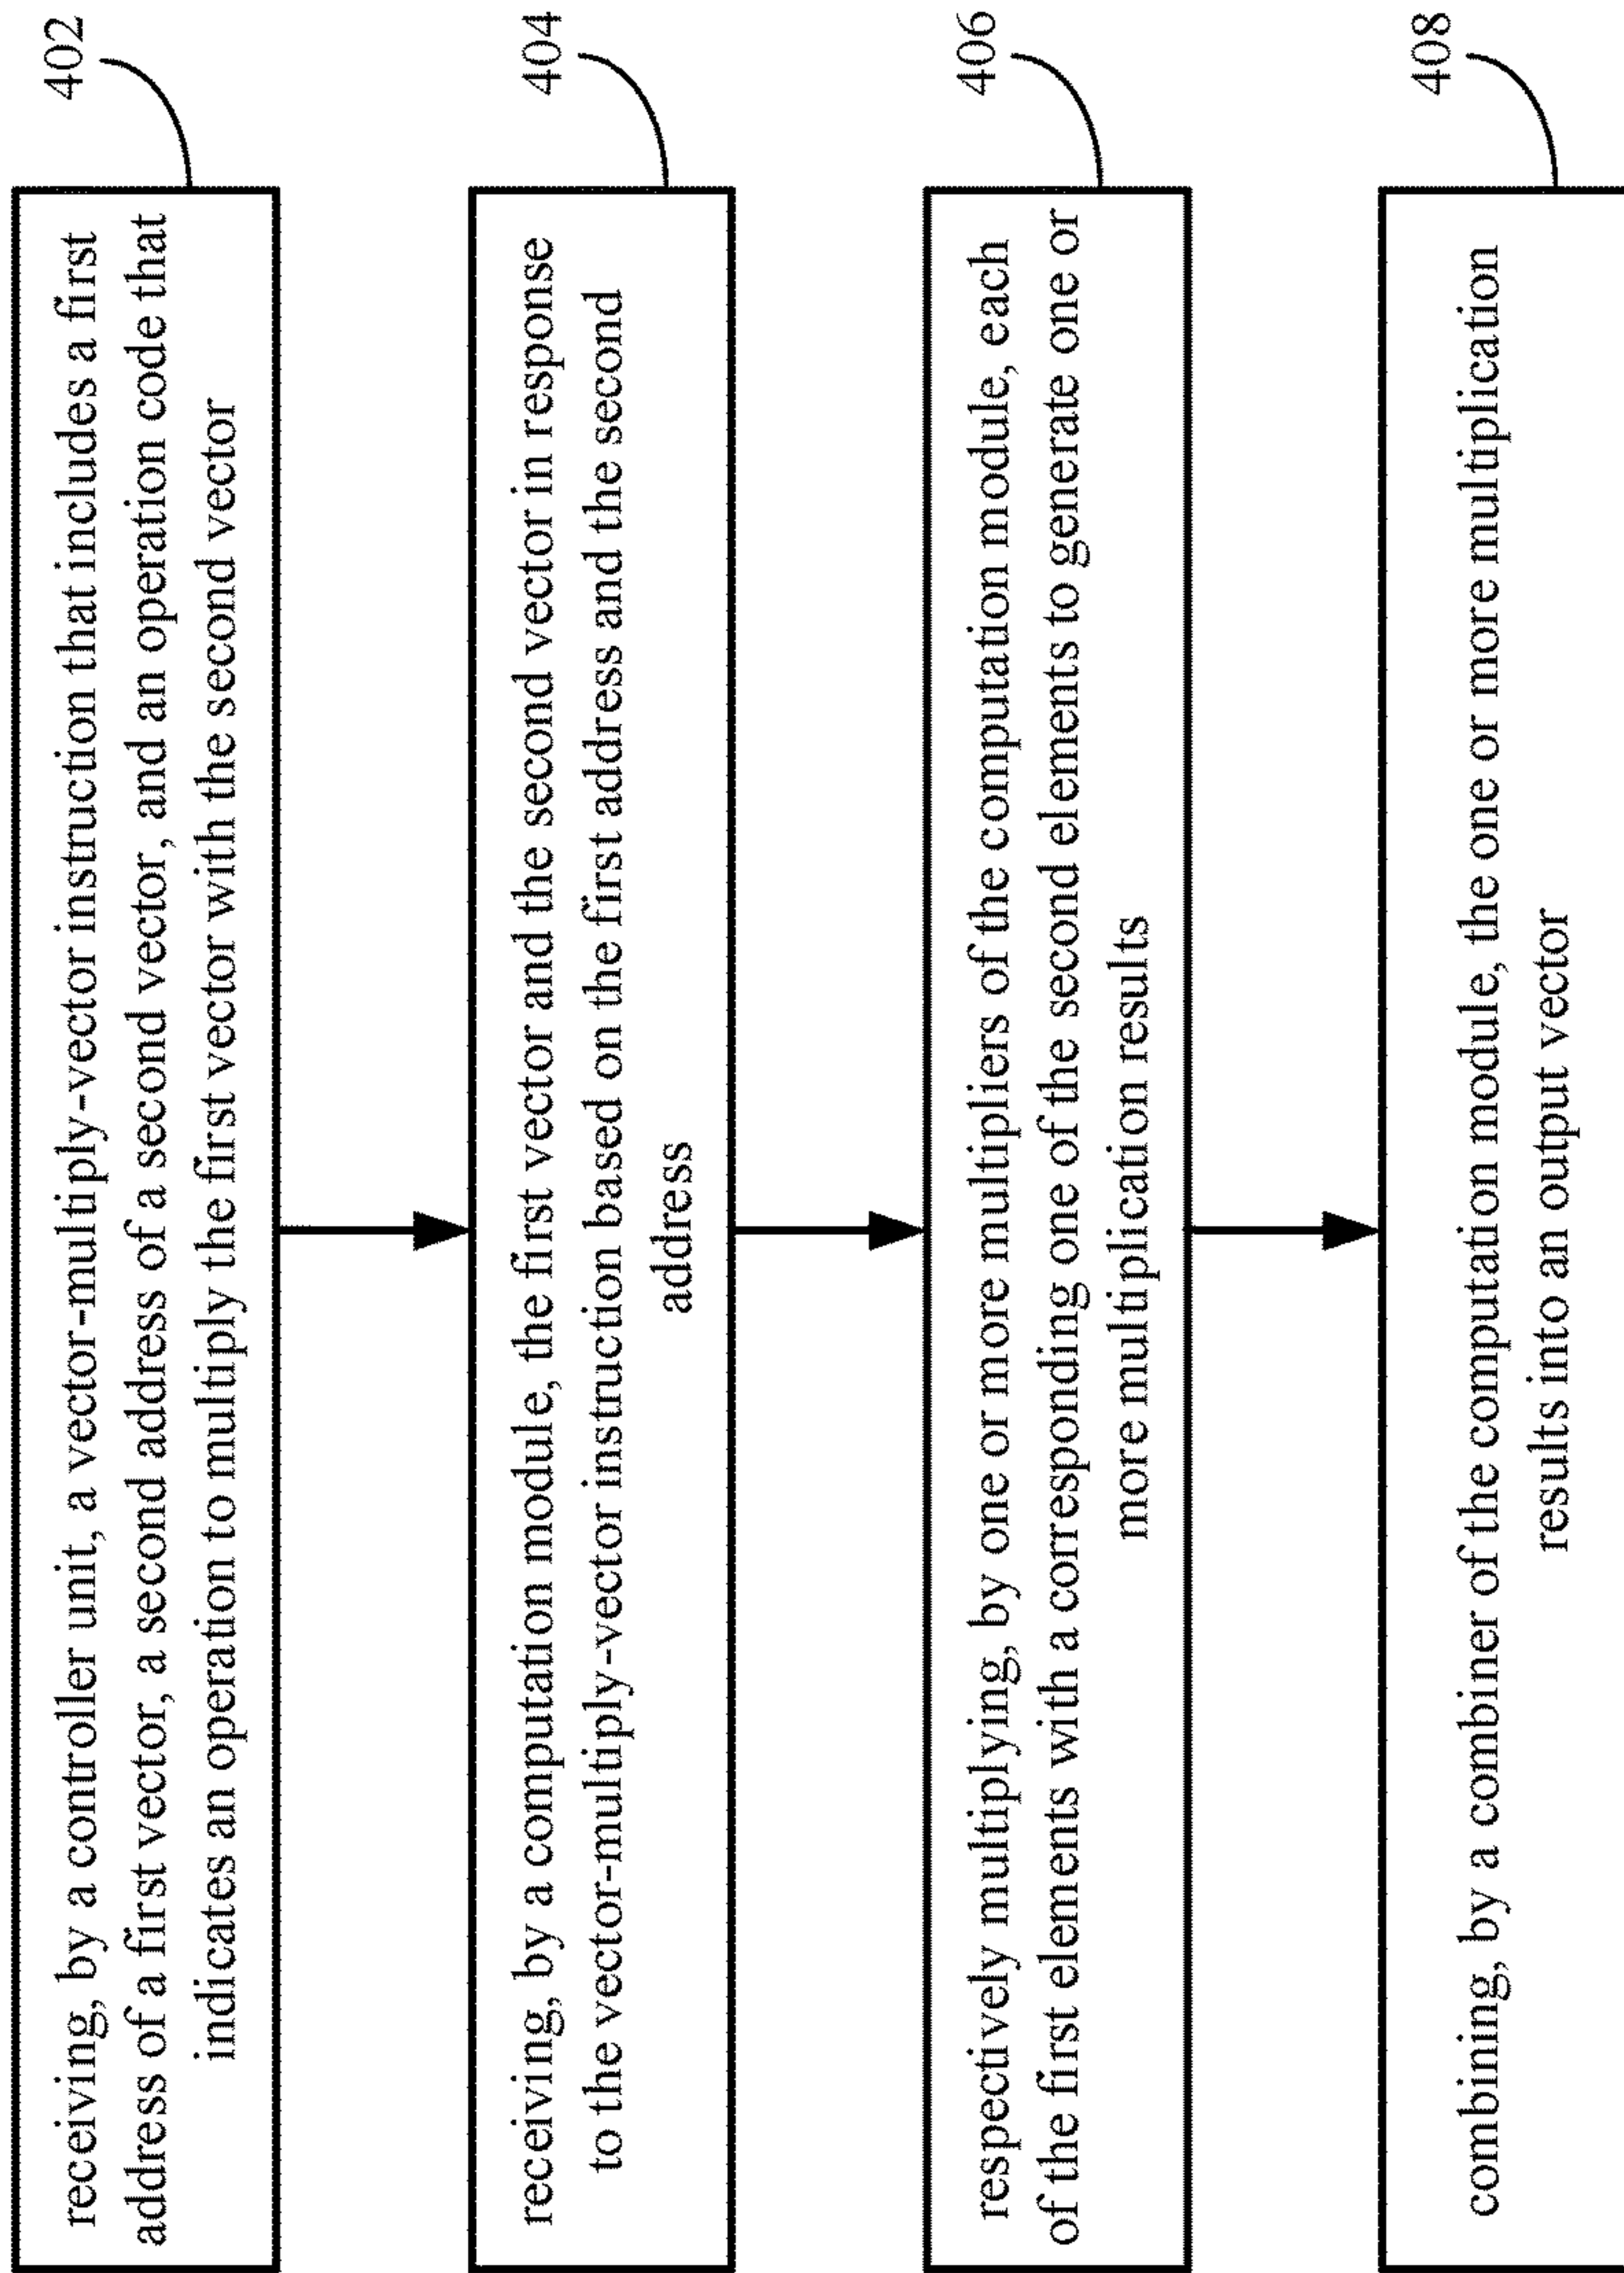 receiving, by a controller unit, a vector-multiply-vector instruction that includes a first
address of a first vector, a second address of a second vector, and an operation code that
indicates an operation to multiply the first vector with the second vector
402
receiving, by a computation module, the first vector and the second vector in response
to the vector-multiply-vector instruction based on the first address and the second
address
404
respectively multiplying, by one or more multipliers of the computation module, each
of the first elements with a corresponding one of the second elements to generate one or
more multiplication results
406
combining, by a combiner of the computation module, the one or more multiplication
results into an output vector
408